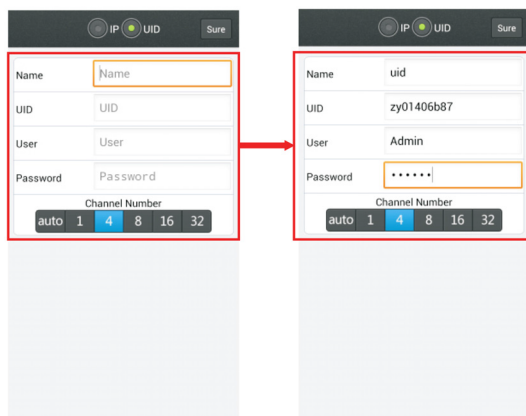 IP UID Sure
Name Name
UID UID
User User
Password Password
Channel Number
auto 1 4 8 16 32
IP UID Sure
Name uid
UID zy01406b87
User Admin
Password ••••••
Channel Number
auto 1 4 8 16 32